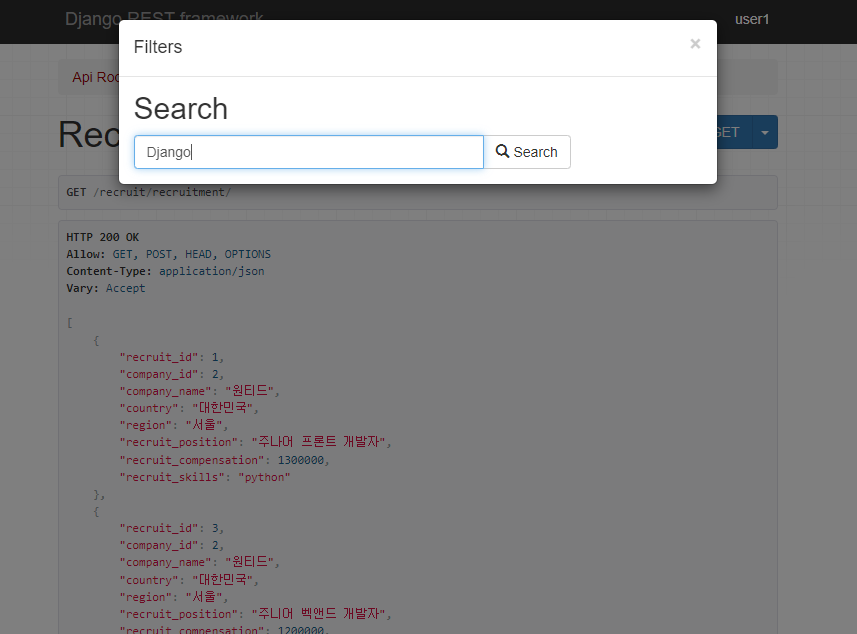 Django REST framework
user1
Filters
×
Api Roo
Search
Rec
GET
Django
Search
GET /recruit/recruitment/
HTTP 200 OK
Allow: GET, POST, HEAD, OPTIONS
Content-Type: application/json
Vary: Accept
[
{
"recruit_id": 1,
"company_id": 2,
"company_name": "원티드",
"country": "대한민국",
"region": "서울",
"recruit_position": "주나어 프론트 개발자",
"recruit_compensation": 1300000,
"recruit_skills": "python"
},
{
"recruit_id": 3,
"company_id": 2,
"company_name": "원티드",
"country": "대한민국",
"region": "서울",
"recruit_position": "주니어 벡앤드 개발자",
"recruit_compensation": 1200000,